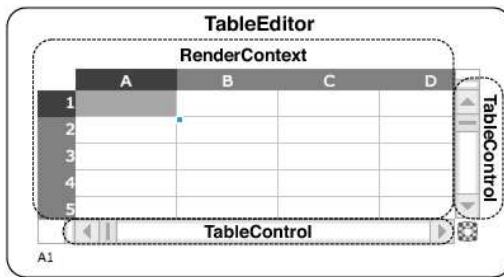 TableEditor
RenderContext
A B C D
1
2
3
4
5
TableControl
TableControl
A1